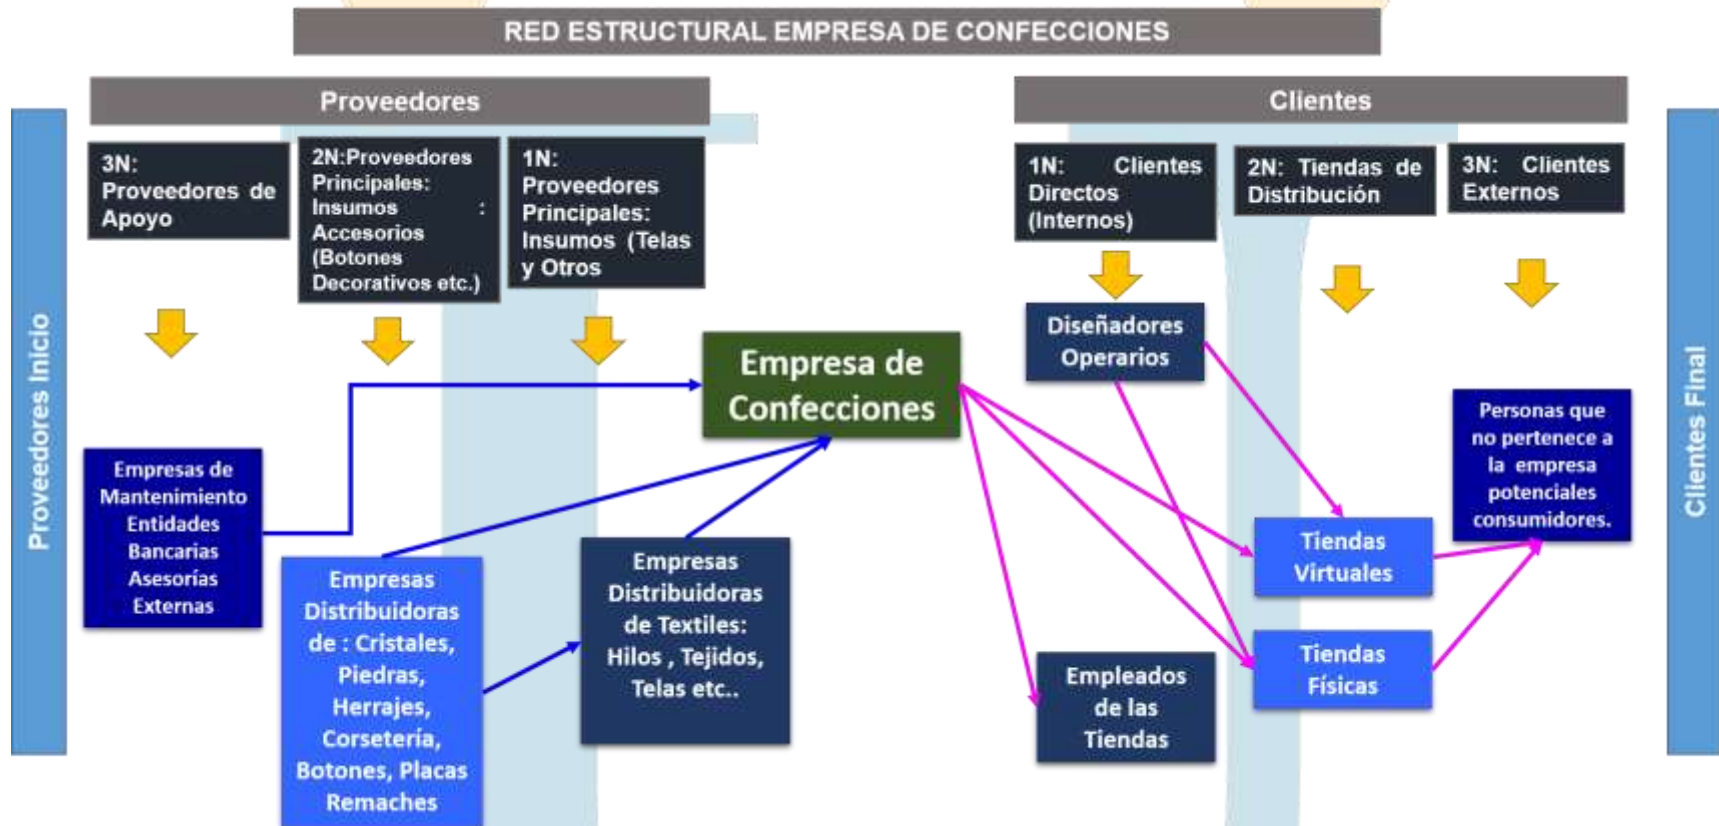 RED ESTRUCTURAL EMPRESA DE CONFECCIONES
Proveedores
Clientes
Proveedores Inicio
3N:
Proveedores de
Apoyo
2N:Proveedores
Principales:
Insumos :
Accesorios
(Botones
Decorativos etc.)
1N:
Proveedores
Principales:
Insumos (Telas
y Otros
1N: Clientes
Directos
(Internos)
2N: Tiendas de
Distribución
3N: Clientes
Externos
Clientes Final
Empresas de
Mantenimiento
Entidades
Bancarias
Asesorías
Externas
Empresas
Distribuidoras
de : Cristales,
Piedras,
Herrajes,
Corsetería,
Botones, Placas
Remaches
Empresas
Distribuidoras
de Textiles:
Hilos , Tejidos,
Telas etc..
Empresa de
Confecciones
Diseñadores
Operarios
Empleados
de las
Tiendas
Tiendas
Virtuales
Tiendas
Físicas
Personas que
no pertenece a
la empresa
potenciales
consumidores.